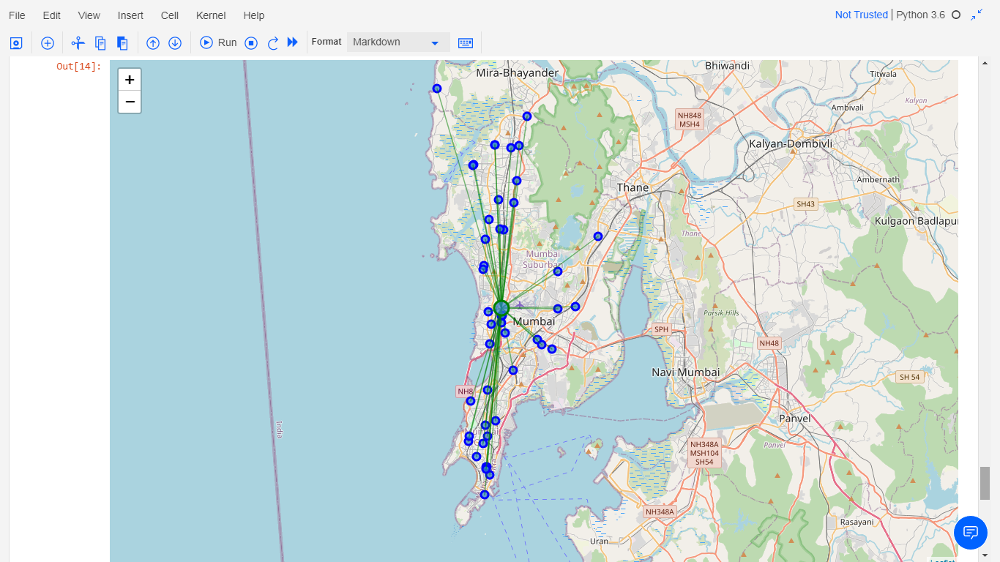 File Edit View Insert Cell Kernel Help
Not Trusted Python 3.6
Run
Format
Markdown
Out[14]:
+
−
Mira-Bhayander
Bhiwandi
Titwala
Kalyan
Ambivali
NH848
MSH4
Kalyan-Dombivli
Thane
Ambernath
SH43
Kulgaon Badlapur
Thane
Mumbai
Suburban
Mumbai
Parsik Hills
SPH
NH48
Navi Mumbai
SH 54
NH8
India
Panvel
Panvel
NH348A
MSH104
SH54
NH348A
Rasayani
Uran
Leaflet